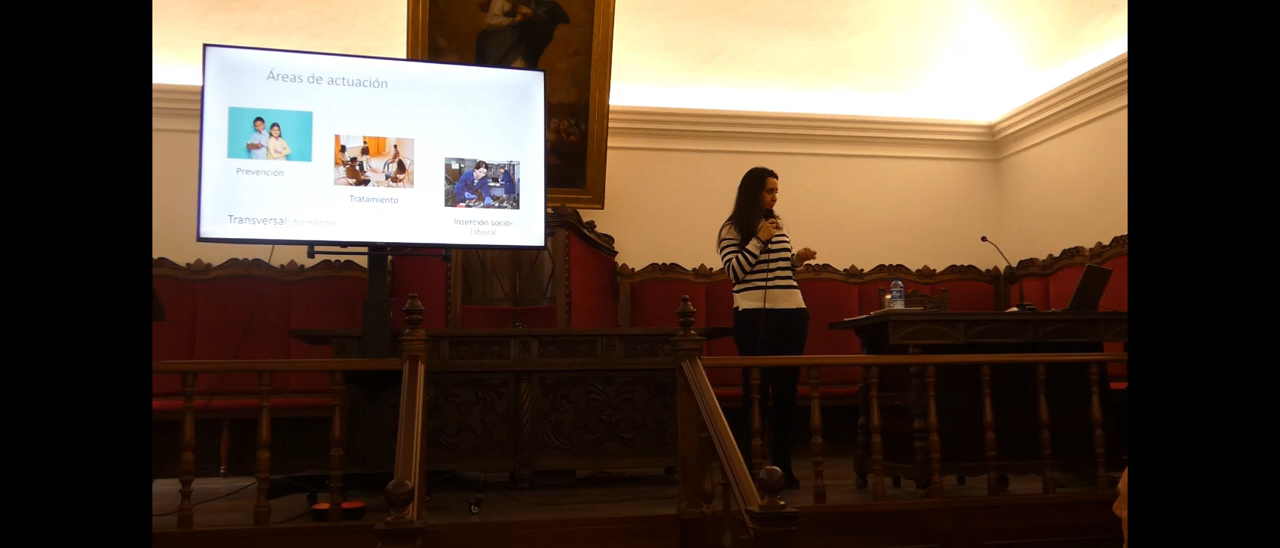 Áreas de actuación
Prevención
Tratamiento
Inserción socio-
laboral
Transversal: formación